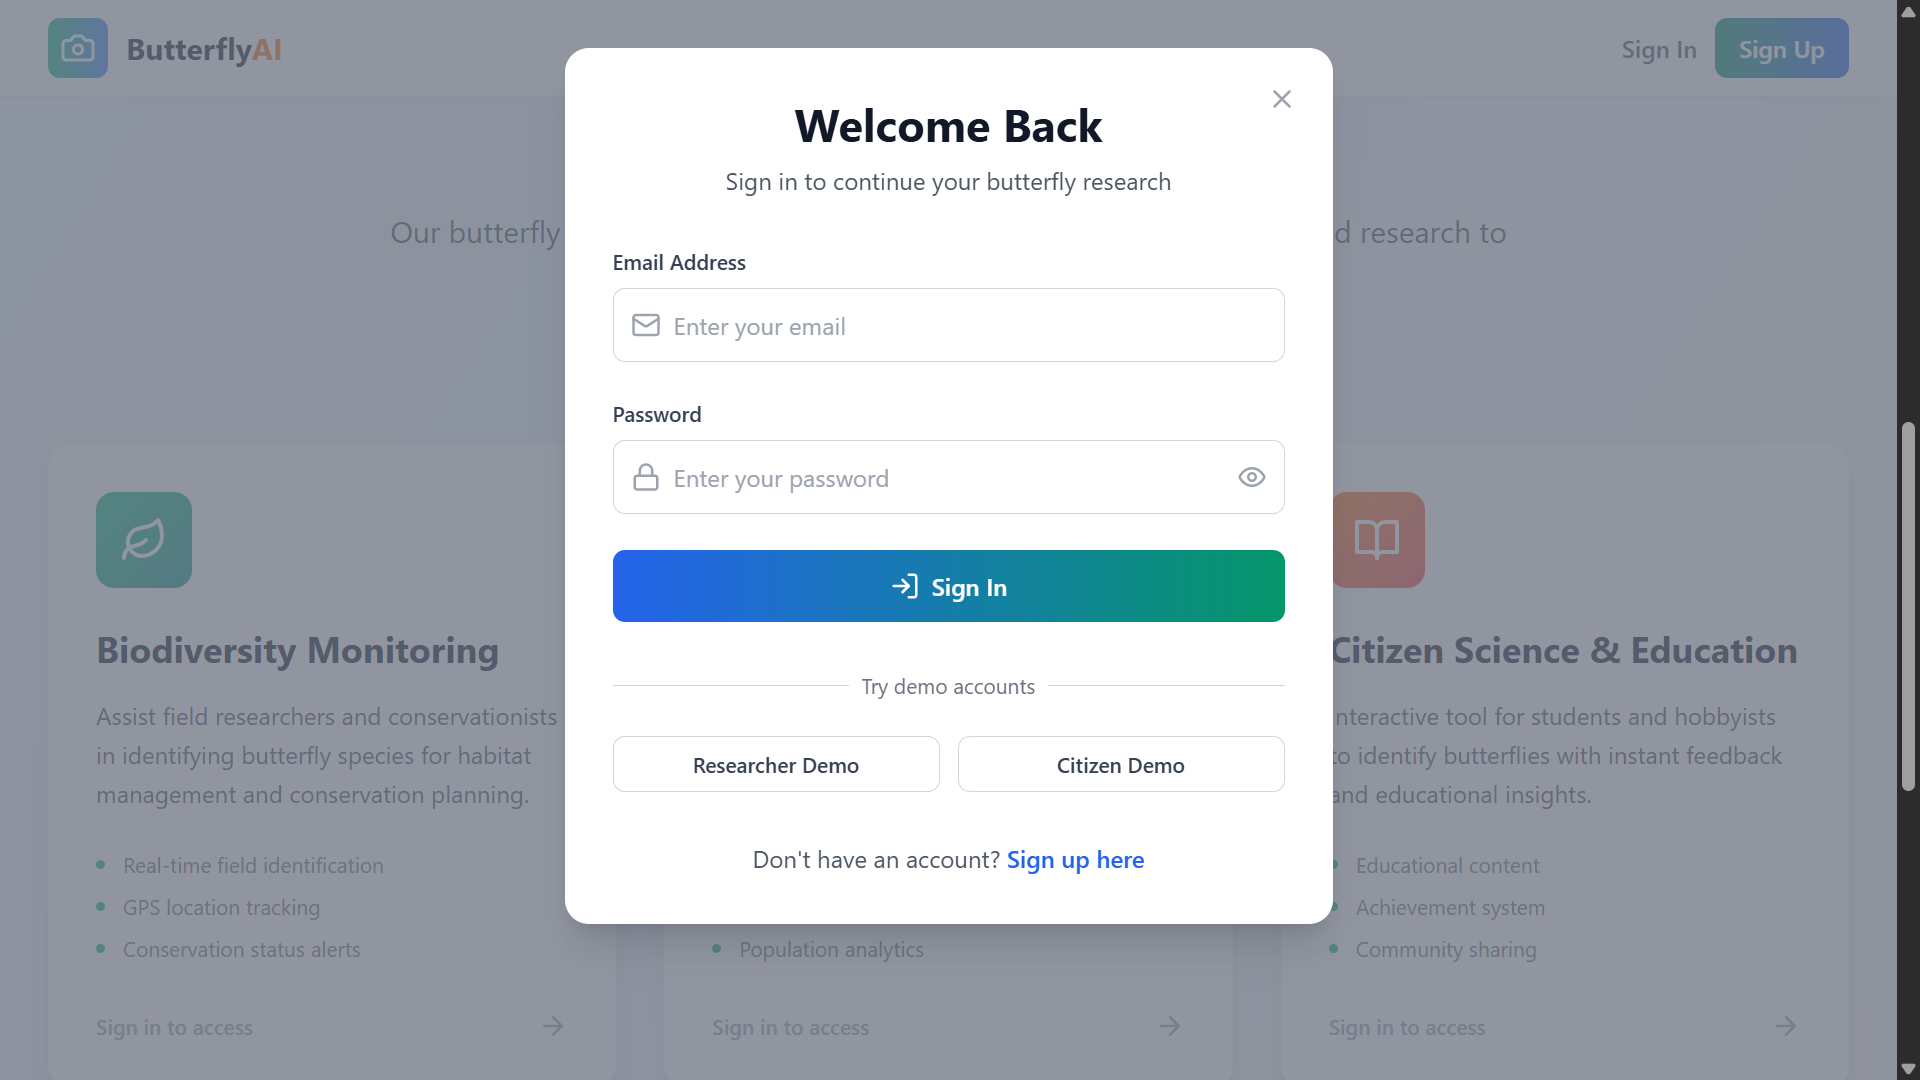 ButterflyAI
Sign In
Sign Up
Welcome Back
Sign in to continue your butterfly research
Our butterfly
d research to
Email Address
Enter your email
Password
Enter your password
Sign In
Try demo accounts
Researcher Demo
Citizen Demo
Don't have an account? Sign up here
Biodiversity Monitoring
Assist field researchers and conservationists
in identifying butterfly species for habitat
management and conservation planning.
Real-time field identification
GPS location tracking
Conservation status alerts
Sign in to access
Population analytics
Sign in to access
Citizen Science & Education
nteractive tool for students and hobbyists
to identify butterflies with instant feedback
and educational insights.
Educational content
Achievement system
Community sharing
Sign in to access